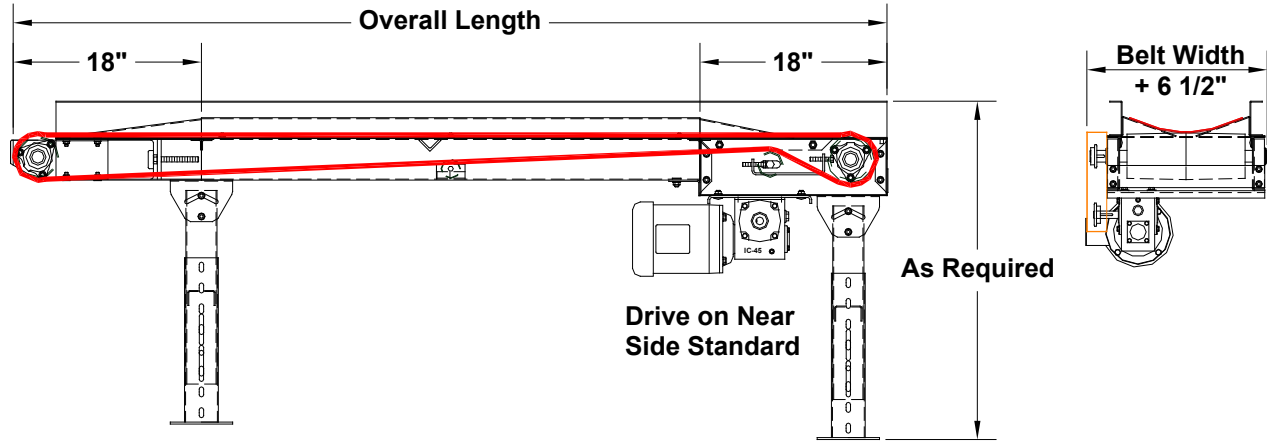 Overall Length
18"
18"
Belt Width
+ 6 1/2"
As Required
IC-45
Drive on Near
Side Standard